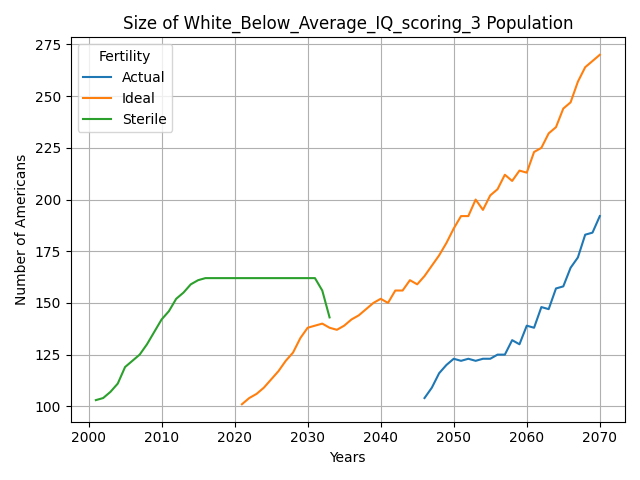 Size of White_Below_Average_IQ_scoring_3 Population
Fertility
Actual
Ideal
Sterile
275
250
225
200
175
150
125
100
Number of Americans
2000 2010 2020 2030 2040 2050 2060 2070
Years